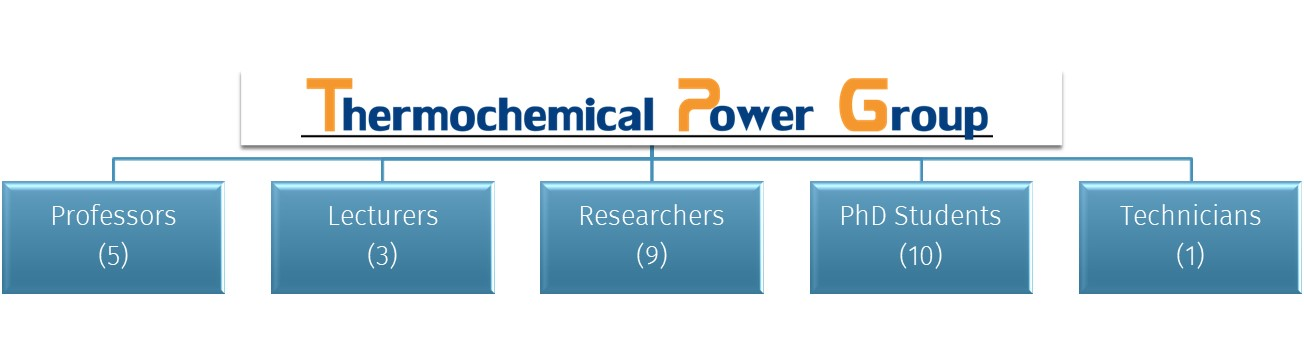 Thermochemical Power Group
Professors
(5)
Lecturers
(3)
Researchers
(9)
PhD Students
(10)
Technicians
(1)